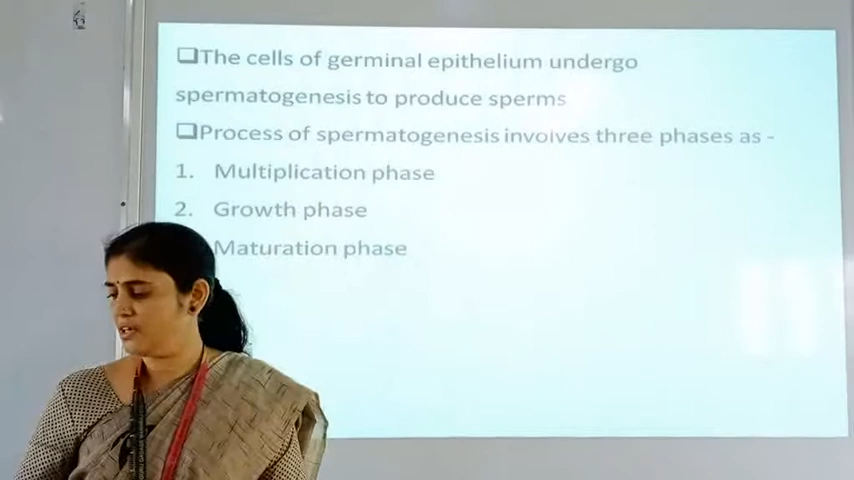 ❑The cells of germinal epithelium undergo
spermatogenesis to produce sperms
❑Process of spermatogenesis involves three phases as -
1. Multiplication phase
2. Growth phase
Maturation phase